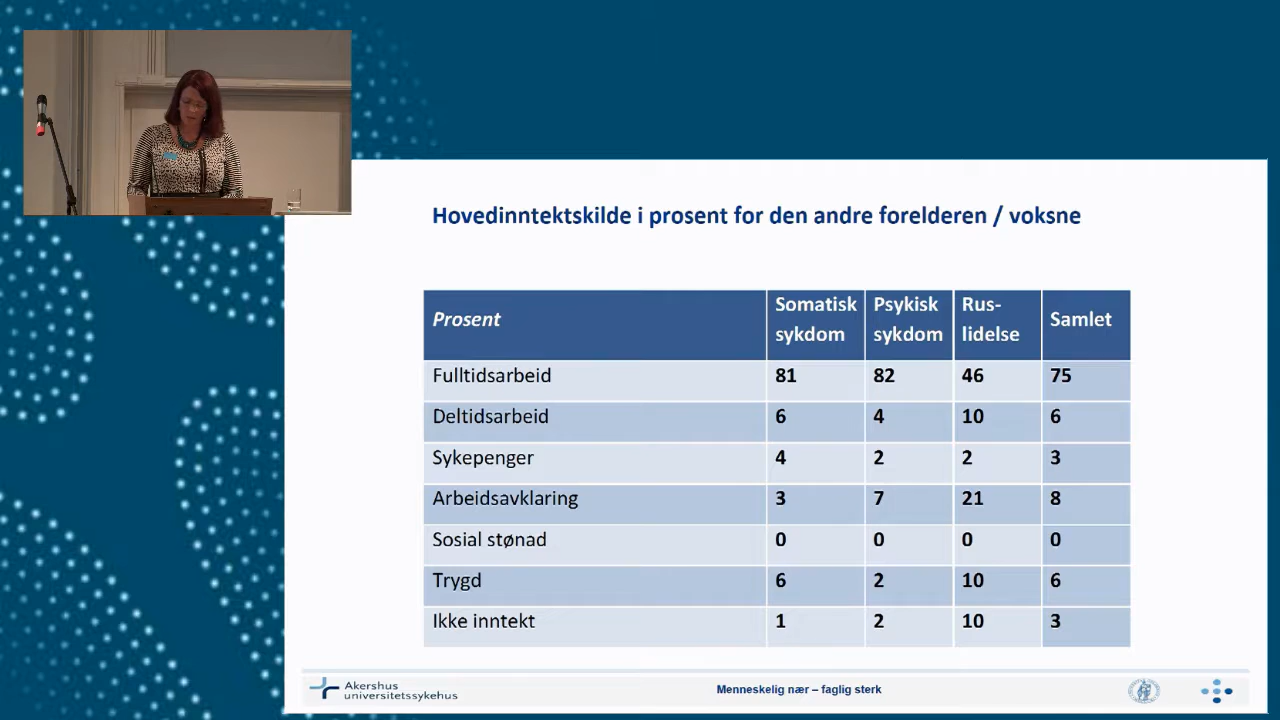 Hovedinntektskilde i prosent for den andre forelderen / voksne
Prosent Somatisk sykdom Psykisk sykdom Rus-lidelse Samlet
Fulltidsarbeid 81 82 46 75
Deltidsarbeid 6 4 10 6
Sykepenger 4 2 2 3
Arbeidsavklaring 3 7 21 8
Sosial stønad 0 0 0 0
Trygd 6 2 10 6
Ikke inntekt 1 2 10 3
Akershus
universitetssykehus
Menneskelig nær – faglig sterk